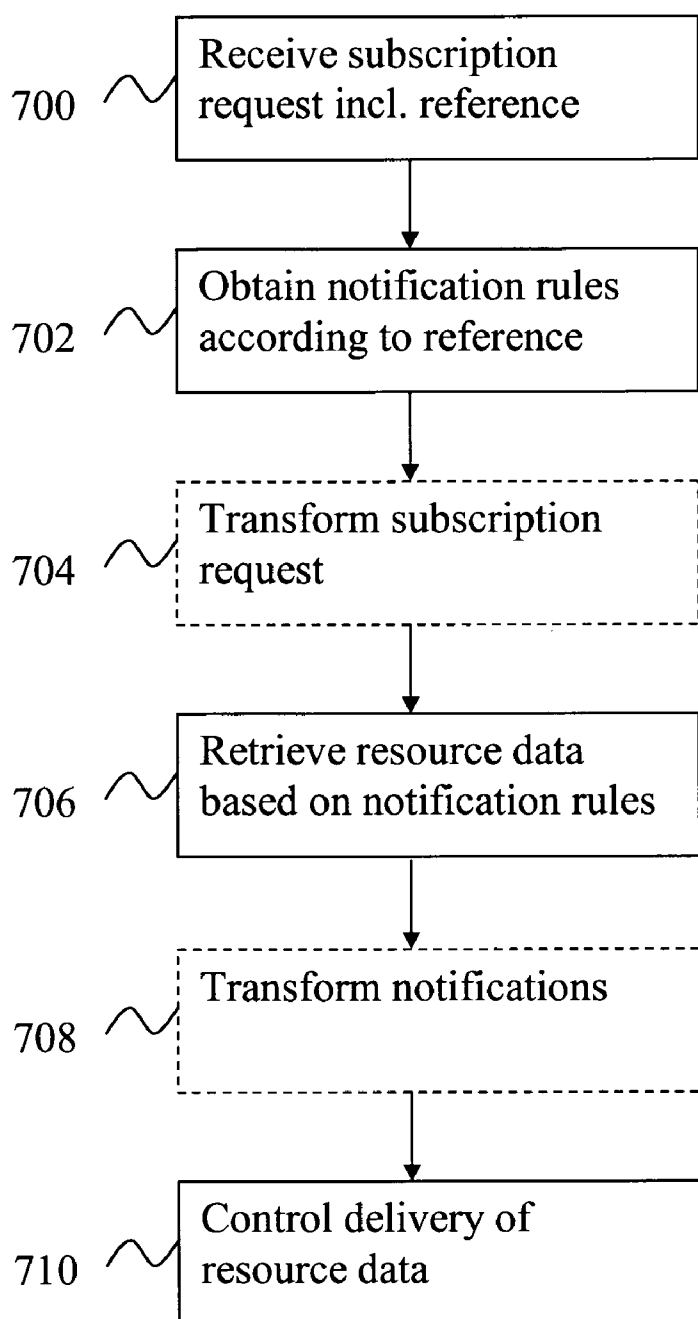 Receive subscription
request incl. reference
700
Obtain notification rules
according to reference
702
Transform subscription
request
704
Retrieve resource data
based on notification rules
706
Transform notifications
708
Control delivery of
resource data
710